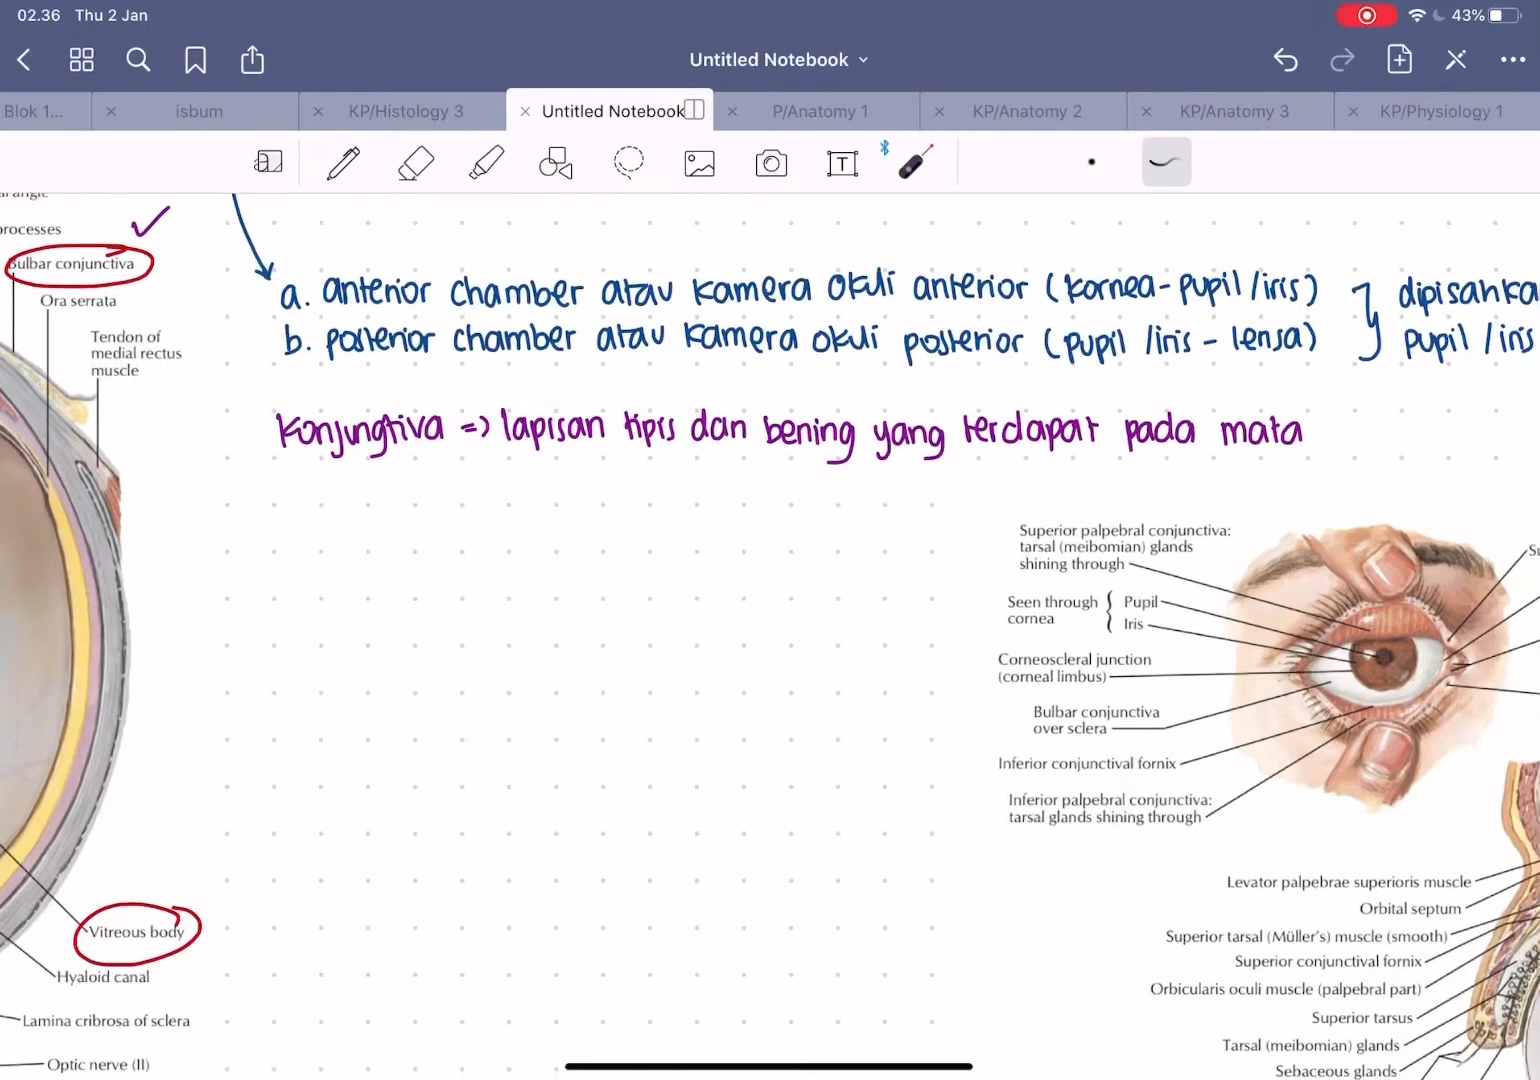 02.36 Thu 2 Jan
43%
Untitled Notebook
Blok 1...
isbum
KP/Histology 3
Untitled Notebook
P/Anatomy 1
KP/Anatomy 2
KP/Anatomy 3
KP/Physiology 1
processes
Bulbar conjunctiva
Ora serrata
Tendon of
medial rectus
muscle
a. anterior chamber atau kamera okuli anterior (kornea-pupil/iris)
b. posterior chamber atau kamera okuli posterior (pupil/iris - lensa)
dipisanka
pupil/iris
Konjungtiva => lapisan tipis dan bening yang terdapat pada mata
Vitreous body
Hyaloid canal
Lamina cribrosa of sclera
Optic nerve (II)
Superior palpebral conjunctiva:
tarsal (meibomian) glands
shining through
Seen through
cornea
Pupil
Iris
Corneoscleral junction
(corneal limbus)
Bulbar conjunctiva
over sclera
Inferior conjunctival fornix
Inferior palpebral conjunctiva:
tarsal glands shining through
Su
Levator palpebrae superioris muscle
Orbital septum
Superior tarsal (Müller's) muscle (smooth)
Superior conjunctival fornix
Orbicularis oculi muscle (palpebral part)
Superior tarsus
Tarsal (meibomian) glands
Sebaceous glands